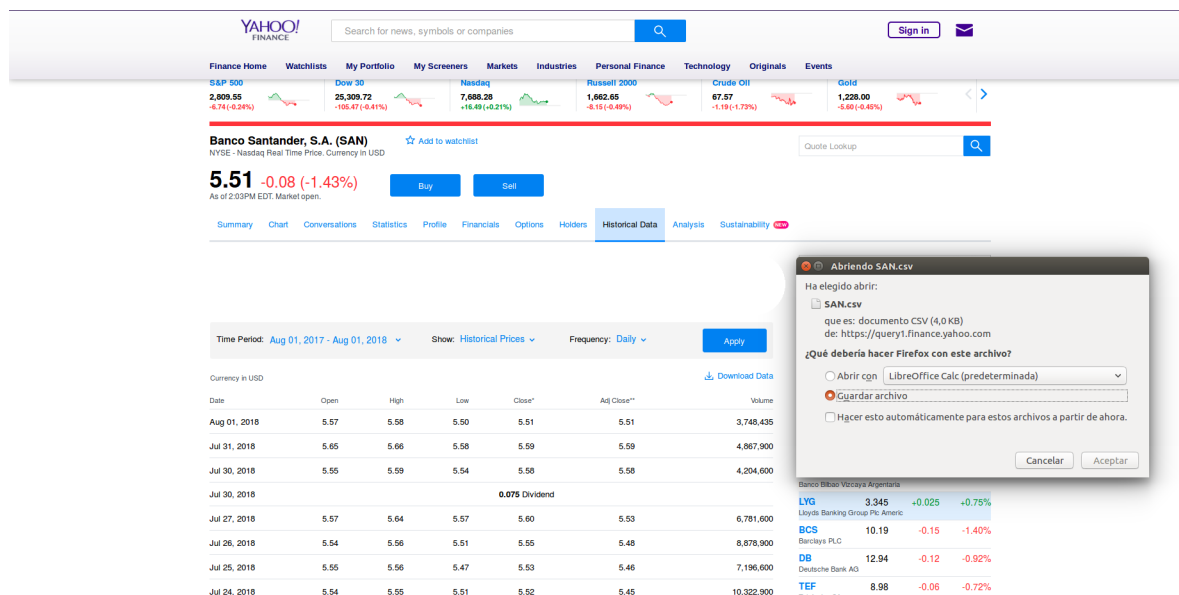 YAHOO!
FINANCE
Search for news, symbols or companies
Sign in
Finance Home Watchlists My Portfolio My Screeners Markets Industries Personal Finance Technology Originals Events
S&P 500 Dow 30 Nasdaq Russell 2000 Crude Oil Gold
2,809.55 25,309.72 7,688.28 1,662.65 67.57 1,228.00
-6.74 (-0.24%) -105.47 (-0.41%) +16.49 (+0.21%) -8.15 (-0.49%) -1.19 (-1.73%) -5.60 (-0.45%)
Banco Santander, S.A. (SAN) Add to watchlist
NYSE - Nasdaq Real Time Price. Currency in USD
Quote Lookup
5.51 -0.08 (-1.43%) Buy Sell
As of 2:03PM EDT. Market open.
Summary Chart Conversations Statistics Profile Financials Options Holders Historical Data Analysis Sustainability NEW
Abriendo SAN.csv
Ha elegido abrir:
SAN.csv
que es: documento CSV (4,0 KB)
de: https://query1.finance.yahoo.com
¿Qué debería hacer Firefox con este archivo?
Abrir con LibreOffice Calc (predeterminada)
Guardar archivo
Hacer esto automáticamente para estos archivos a partir de ahora.
Cancelar Aceptar
Time Period: Aug 01, 2017 - Aug 01, 2018 Show: Historical Prices Frequency: Daily Apply
Currency in USD Download Data
Date Open High Low Close* Adj Close** Volume
Aug 01, 2018 5.57 5.58 5.50 5.51 5.51 3,748,435
Jul 31, 2018 5.65 5.66 5.58 5.59 5.59 4,867,900
Jul 30, 2018 5.55 5.59 5.54 5.58 5.58 4,204,600
Jul 30, 2018 0.075 Dividend
Jul 27, 2018 5.57 5.64 5.57 5.60 5.53 6,781,600
Jul 26, 2018 5.54 5.56 5.51 5.55 5.48 8,878,900
Jul 25, 2018 5.55 5.56 5.47 5.53 5.46 7,196,600
Jul 24, 2018 5.54 5.55 5.51 5.52 5.45 10,322,900
Banco Bilbao Vizcaya Argentaria
LYG 3.345 +0.025 +0.75%
Lloyds Banking Group Plc Americ
BCS 10.19 -0.15 -1.40%
Barclays PLC
DB 12.94 -0.12 -0.92%
Deutsche Bank AG
TEF 8.98 -0.06 -0.72%